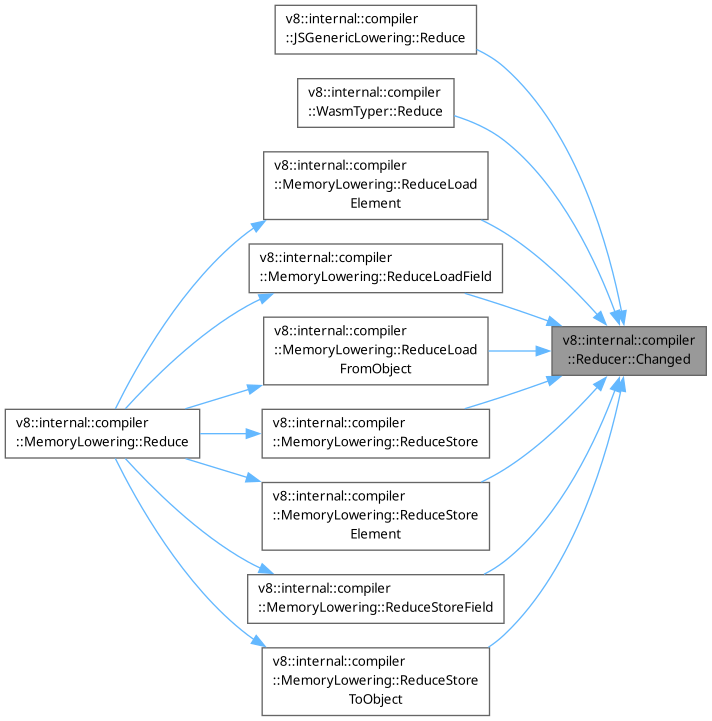 v8::internal::compiler
::JSGenericLowering::Reduce
v8::internal::compiler
::WasmTyper::Reduce
v8::internal::compiler
::MemoryLowering::ReduceLoad
Element
v8::internal::compiler
::MemoryLowering::ReduceLoadField
v8::internal::compiler
::MemoryLowering::ReduceLoad
FromObject
v8::internal::compiler
::Reducer::Changed
v8::internal::compiler
::MemoryLowering::Reduce
v8::internal::compiler
::MemoryLowering::ReduceStore
v8::internal::compiler
::MemoryLowering::ReduceStore
Element
v8::internal::compiler
::MemoryLowering::ReduceStoreField
v8::internal::compiler
::MemoryLowering::ReduceStore
ToObject